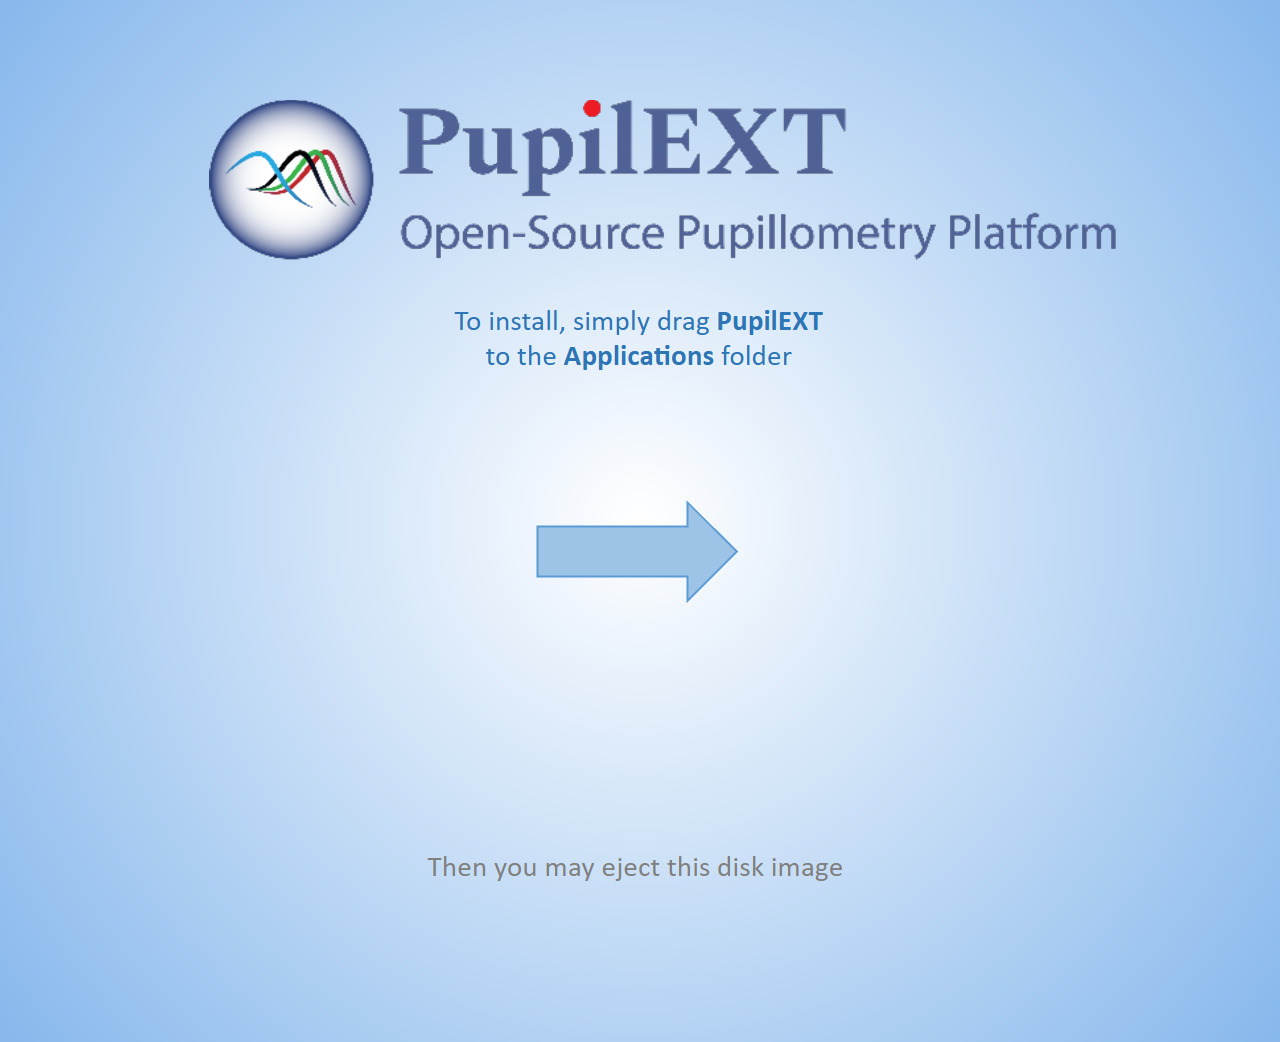 PupilEXT
Open-Source Pupillometry Platform
To install, simply drag PupilEXT
to the Applications folder
Then you may eject this disk image